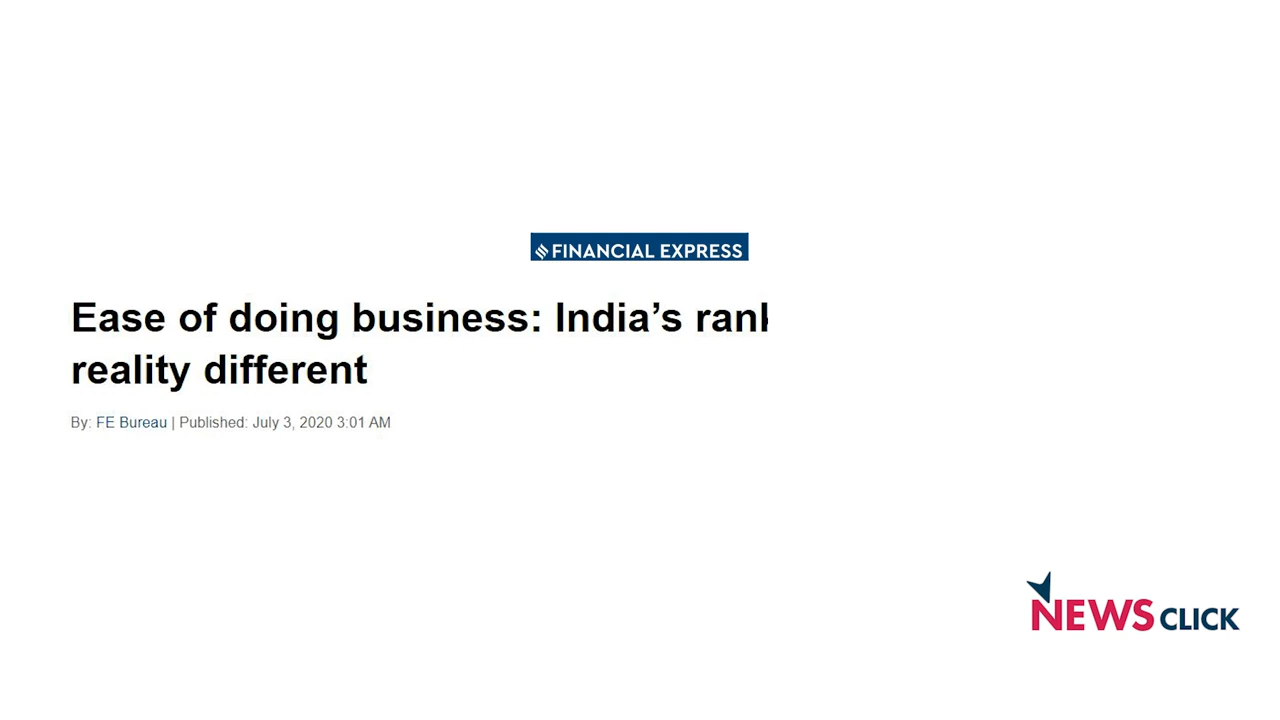 FINANCIAL EXPRESS
Ease of doing business: India’s
reality different
By: FE Bureau | Published: July 3, 2020 3:01 AM
NEWS CLICK